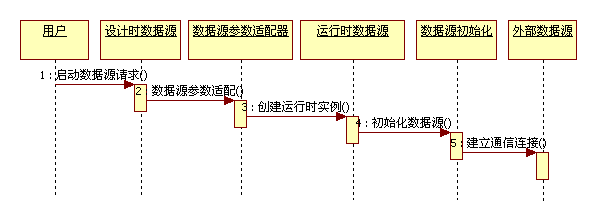 用户 设计时数据源 数据源参数适配器 运行时数据源 数据源初始化 外部数据源
1 : 启动数据源请求()
2 数据源参数适配()
3 : 创建运行时实例()
4 : 初始化数据源()
5 : 建立通信连接()